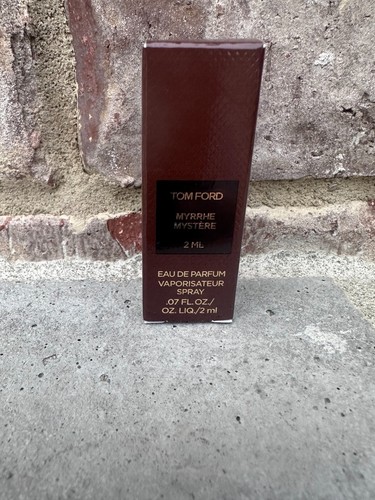 TOM FORD
MYRRHE
MYSTÈRE
2 ML
EAU DE PARFUM
VAPORISATEUR
SPRAY
.07 FL.OZ./
OZ. LIQ./2 ml